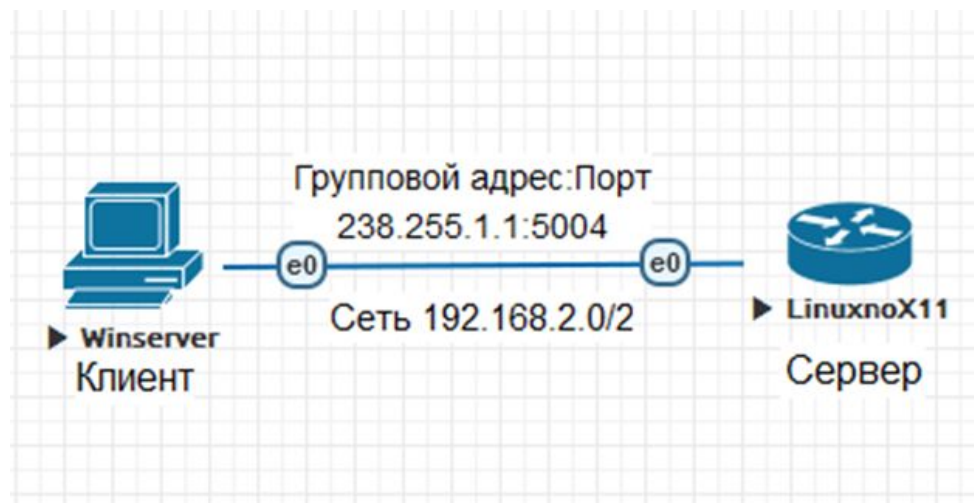 Групповой адрес:Порт
238.255.1.1:5004
e0
e0
Сеть 192.168.2.0/2
Winserver
Клиент
LinuxnoX11
Сервер